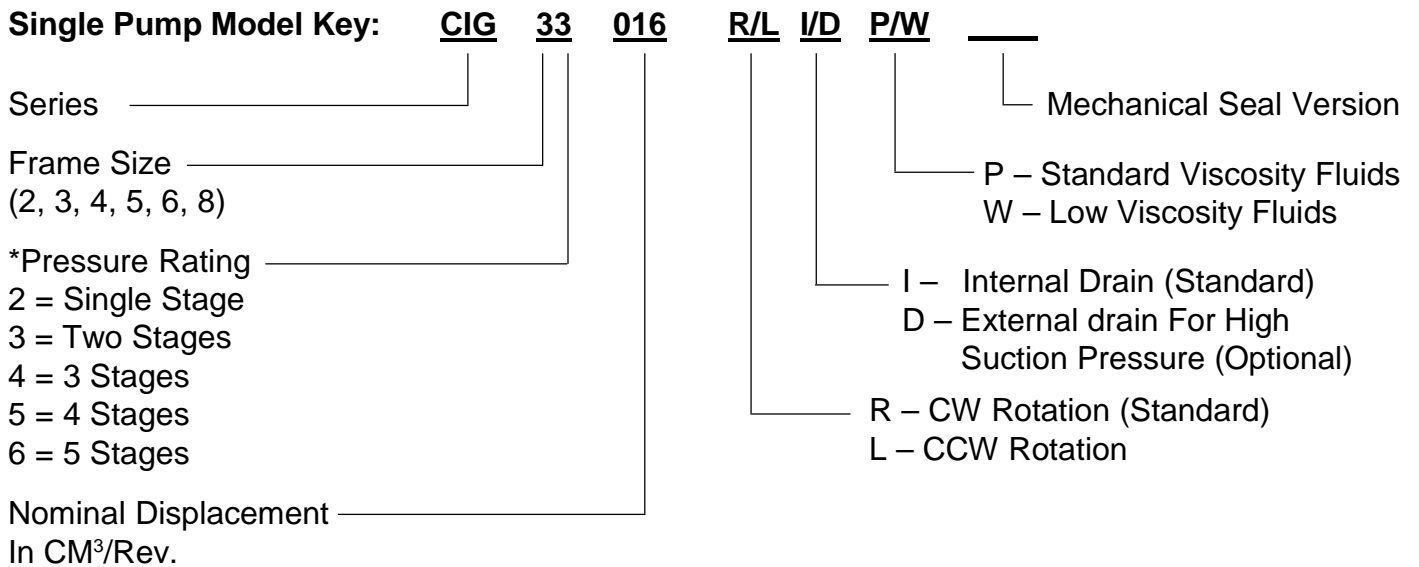 Single Pump Model Key: CIG 33 016 R/L I/D P/W
Series
Mechanical Seal Version
Frame Size
(2, 3, 4, 5, 6, 8)
P – Standard Viscosity Fluids
W – Low Viscosity Fluids
*Pressure Rating
2 = Single Stage
3 = Two Stages
4 = 3 Stages
5 = 4 Stages
6 = 5 Stages
I – Internal Drain (Standard)
D – External drain For High
Suction Pressure (Optional)
R – CW Rotation (Standard)
L – CCW Rotation
Nominal Displacement
In CM³/Rev.